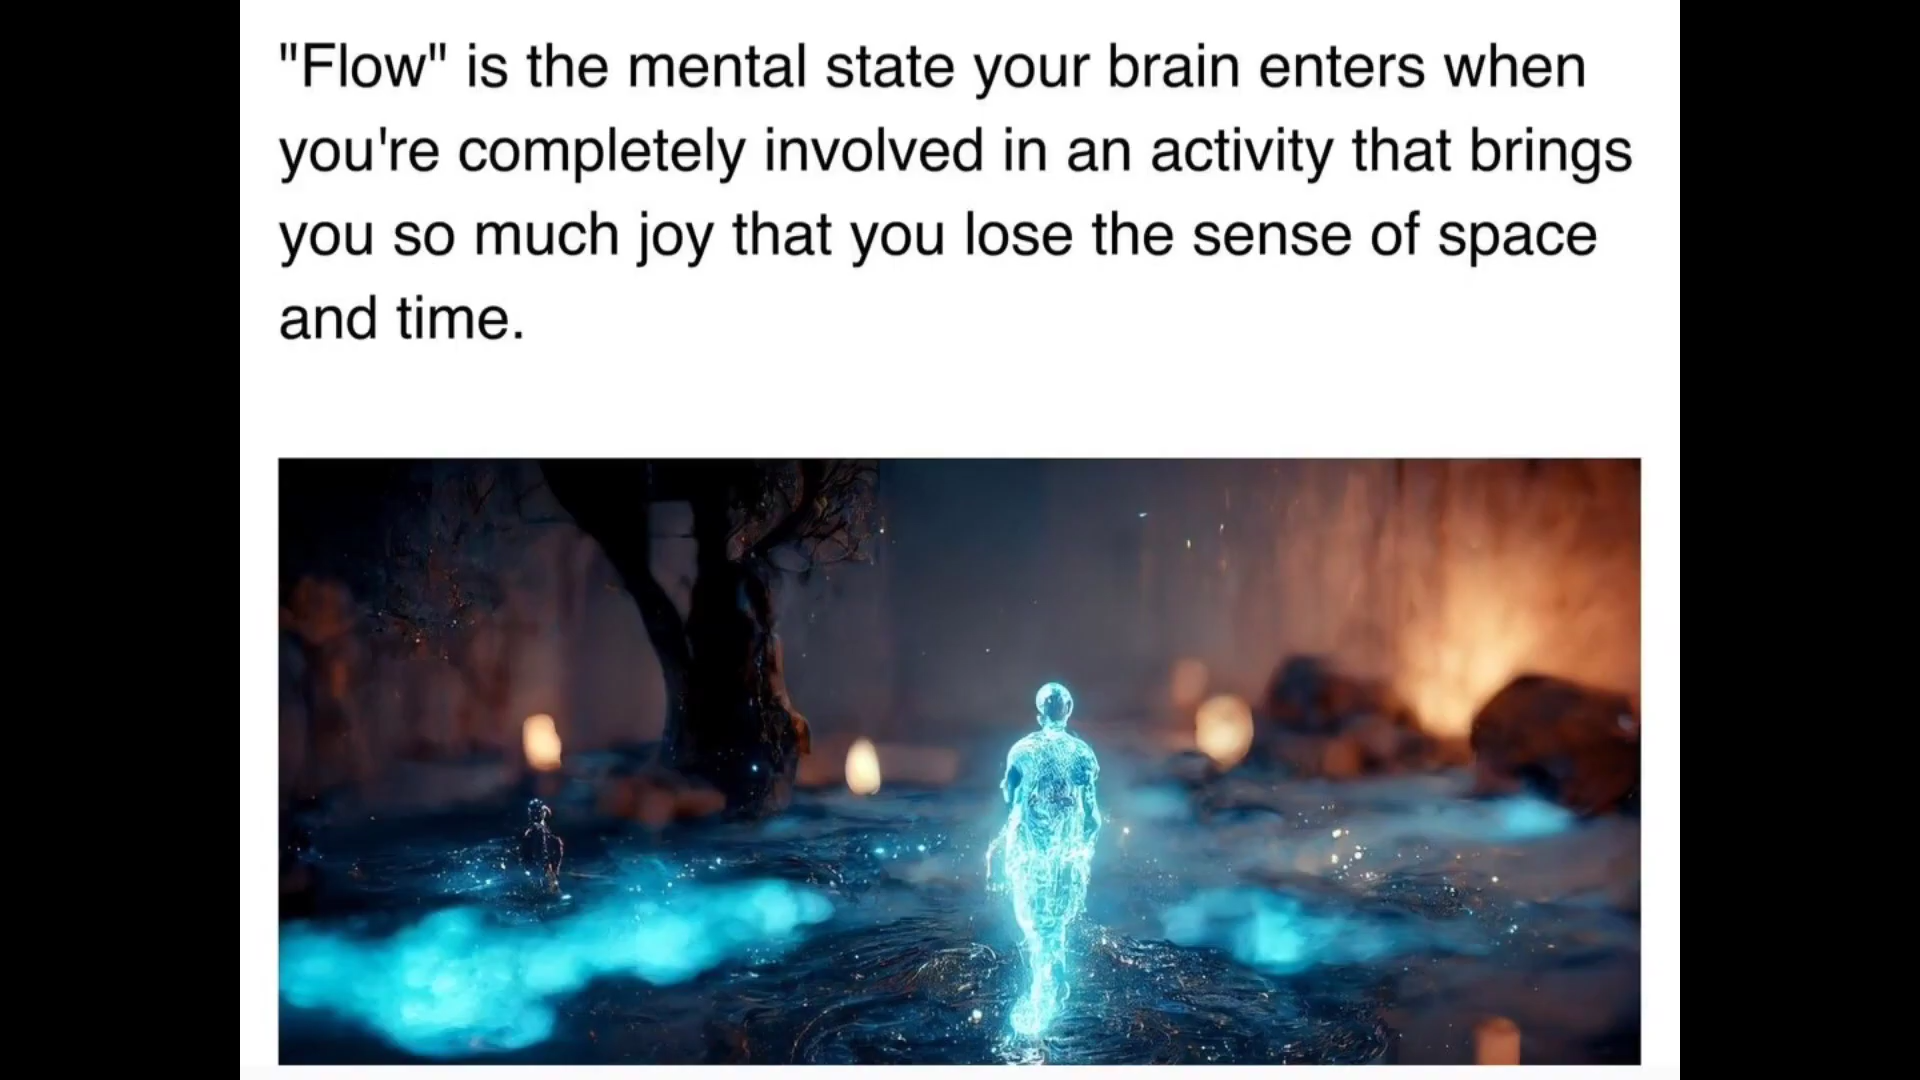 "Flow" is the mental state your brain enters when
you're completely involved in an activity that brings
you so much joy that you lose the sense of space
and time.